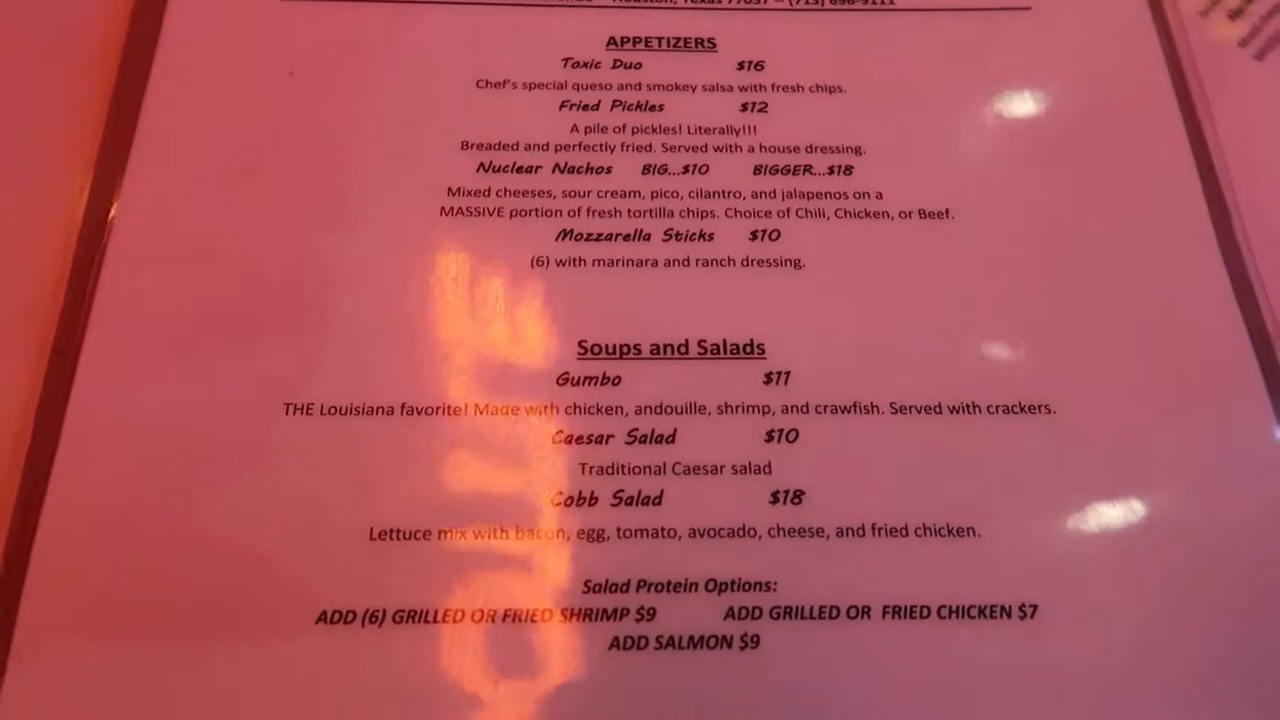 Houston, Texas 77057 – (713) 696-9111
APPETIZERS
Toxic Duo $16
Chef's special queso and smokey salsa with fresh chips.
Fried Pickles $12
A pile of pickles! Literally!!!
Breaded and perfectly fried. Served with a house dressing.
Nuclear Nachos BIG...$10 BIGGER...$18
Mixed cheeses, sour cream, pico, cilantro, and jalapenos on a
MASSIVE portion of fresh tortilla chips. Choice of Chili, Chicken, or Beef.
Mozzarella Sticks $10
(6) with marinara and ranch dressing.
Soups and Salads
Gumbo $11
THE Louisiana favorite! Made with chicken, andouille, shrimp, and crawfish. Served with crackers.
Caesar Salad $10
Traditional Caesar salad
Cobb Salad $18
Lettuce mix with bacon, egg, tomato, avocado, cheese, and fried chicken.
Salad Protein Options:
ADD (6) GRILLED OR FRIED SHRIMP $9 ADD GRILLED OR FRIED CHICKEN $7
ADD SALMON $9